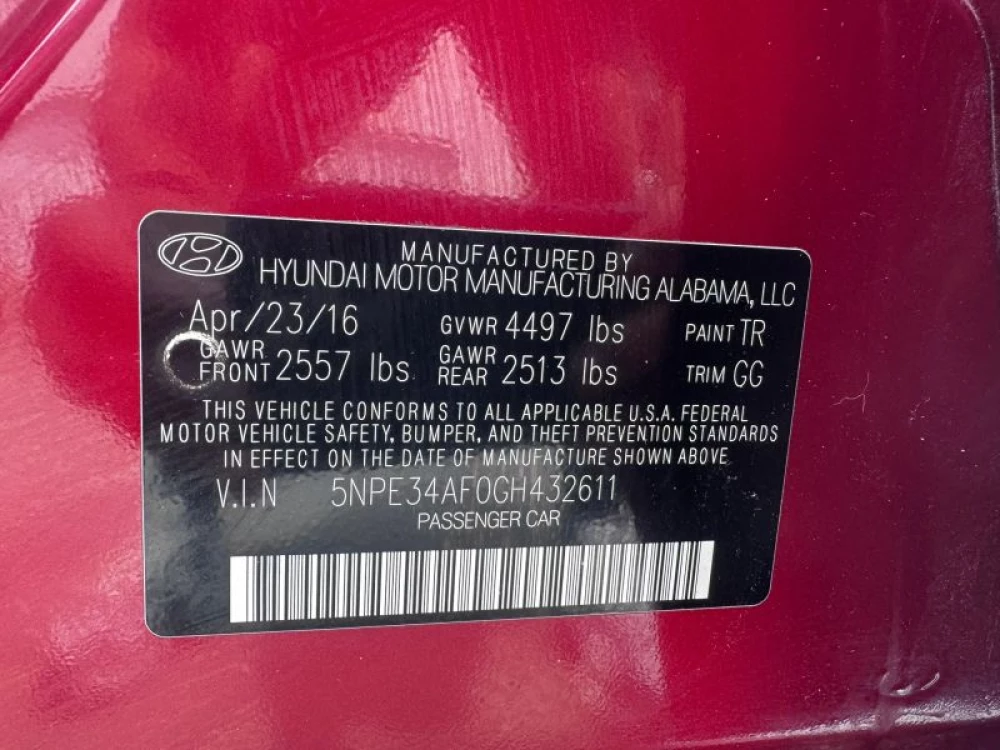 MANUFACTURED BY
HYUNDAI MOTOR MANUFACTURING ALABAMA, LLC
Apr/23/16 GVWR 4497 lbs PAINT TR
GAWR FRONT 2557 lbs GAWR REAR 2513 lbs TRIM GG
THIS VEHICLE CONFORMS TO ALL APPLICABLE U.S.A. FEDERAL
MOTOR VEHICLE SAFETY, BUMPER, AND THEFT PREVENTION STANDARDS
IN EFFECT ON THE DATE OF MANUFACTURE SHOWN ABOVE
V.I.N 5NPE34AF0GH432611
PASSENGER CAR